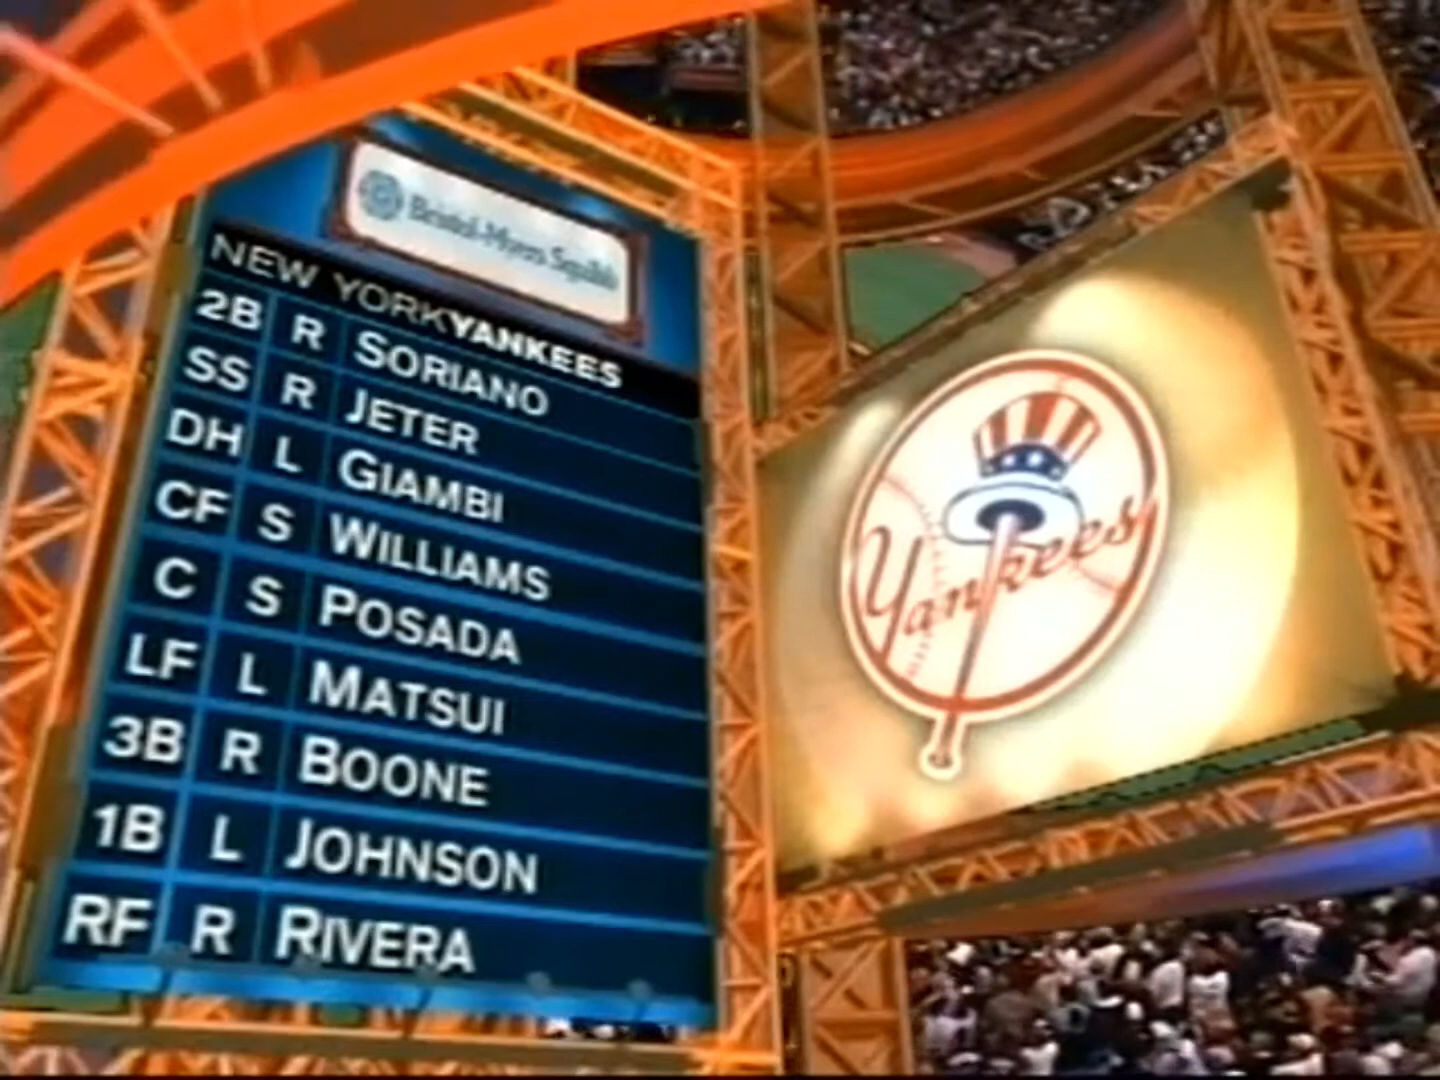 Bristol-Myers Squibb
NEW YORK YANKEES
2B R SORIANO
SS R JETER
DH L GIAMBI
CF S WILLIAMS
C S POSADA
LF L MATSUI
3B R BOONE
1B L JOHNSON
RF R RIVERA
Yankees